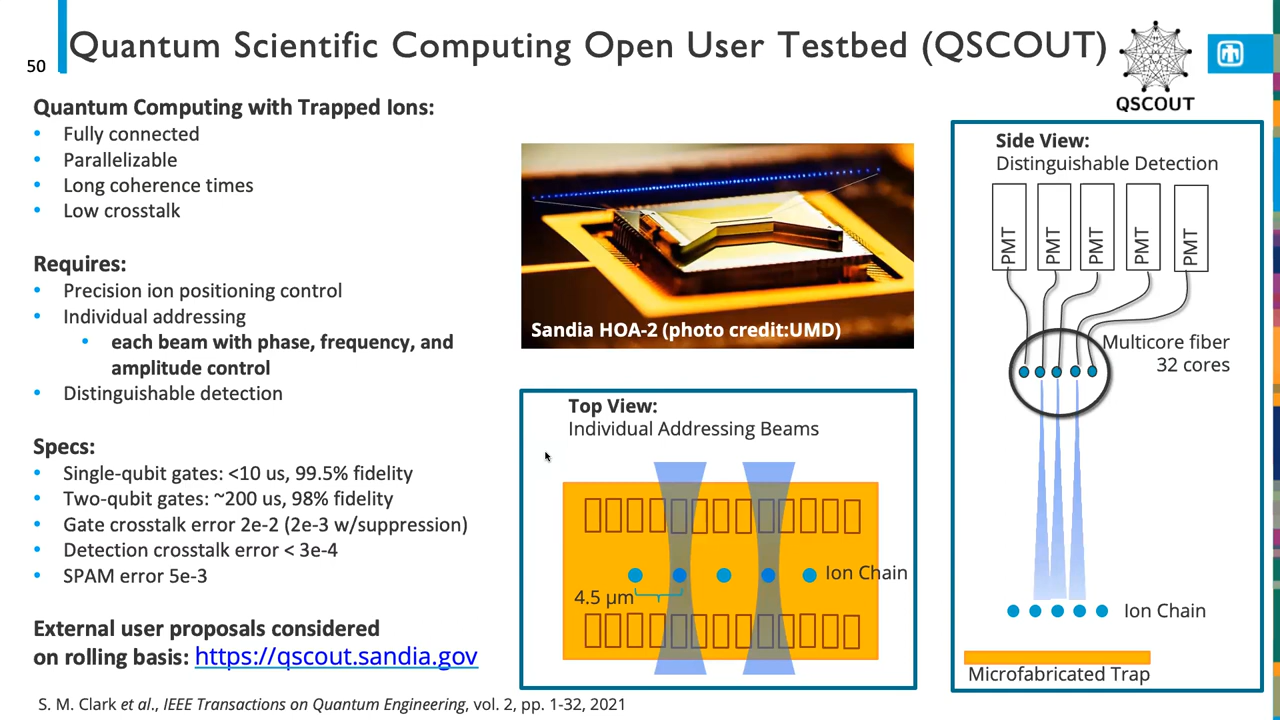 Quantum Scientific Computing Open User Testbed (QSCOUT)
50
QSCOUT
Quantum Computing with Trapped Ions:
• Fully connected
• Parallelizable
• Long coherence times
• Low crosstalk
Requires:
• Precision ion positioning control
• Individual addressing
• each beam with phase, frequency, and
amplitude control
• Distinguishable detection
Specs:
• Single-qubit gates: <10 us, 99.5% fidelity
• Two-qubit gates: ~200 us, 98% fidelity
• Gate crosstalk error 2e-2 (2e-3 w/suppression)
• Detection crosstalk error < 3e-4
• SPAM error 5e-3
External user proposals considered
on rolling basis: https://qscout.sandia.gov
S. M. Clark et al., IEEE Transactions on Quantum Engineering, vol. 2, pp. 1-32, 2021
Sandia HOA-2 (photo credit:UMD)
Top View:
Individual Addressing Beams
Ion Chain
4.5 µm
Side View:
Distinguishable Detection
PMT
PMT
PMT
PMT
PMT
Multicore fiber
32 cores
Ion Chain
Microfabricated Trap